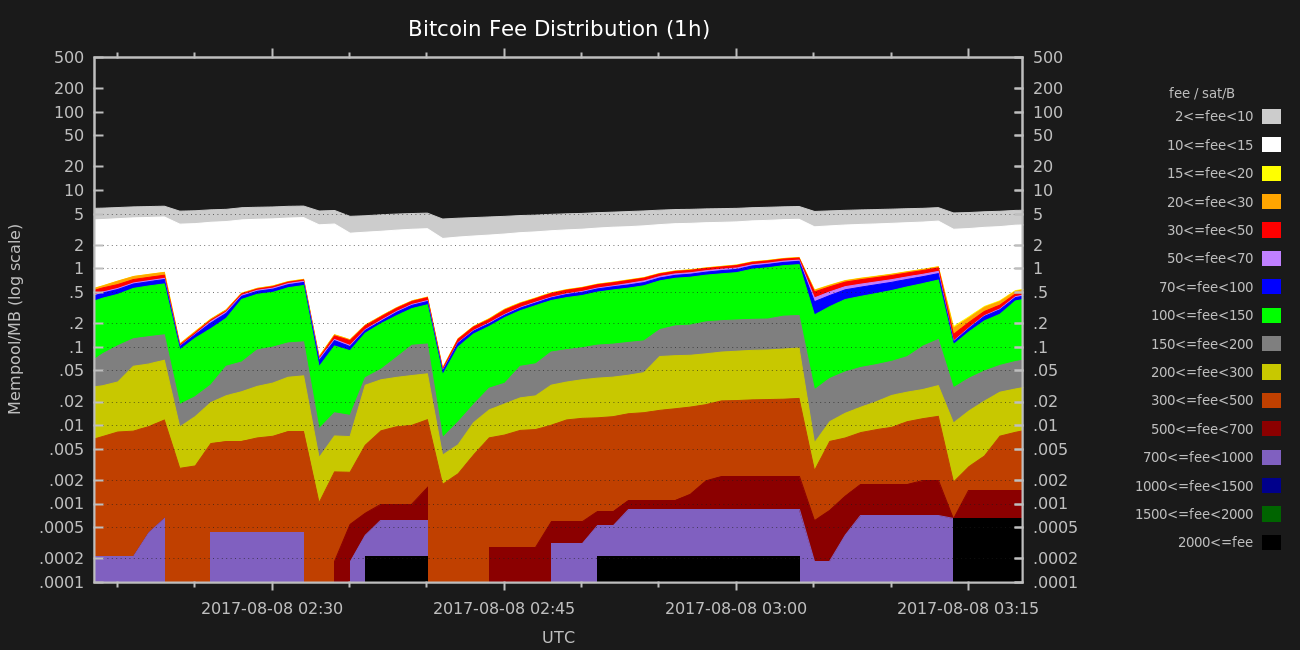 Bitcoin Fee Distribution (1h)
Mempool/MB (log scale)
500
200
100
50
20
10
5
2
1
.5
.2
.1
.05
.02
.01
.005
.002
.001
.0005
.0002
.0001
500
200
100
50
20
10
5
2
1
.5
.2
.1
.05
.02
.01
.005
.002
.001
.0005
.0002
.0001
2017-08-08 02:30
2017-08-08 02:45
2017-08-08 03:00
2017-08-08 03:15
UTC
fee / sat/B
2<=fee<10
10<=fee<15
15<=fee<20
20<=fee<30
30<=fee<50
50<=fee<70
70<=fee<100
100<=fee<150
150<=fee<200
200<=fee<300
300<=fee<500
500<=fee<700
700<=fee<1000
1000<=fee<1500
1500<=fee<2000
2000<=fee